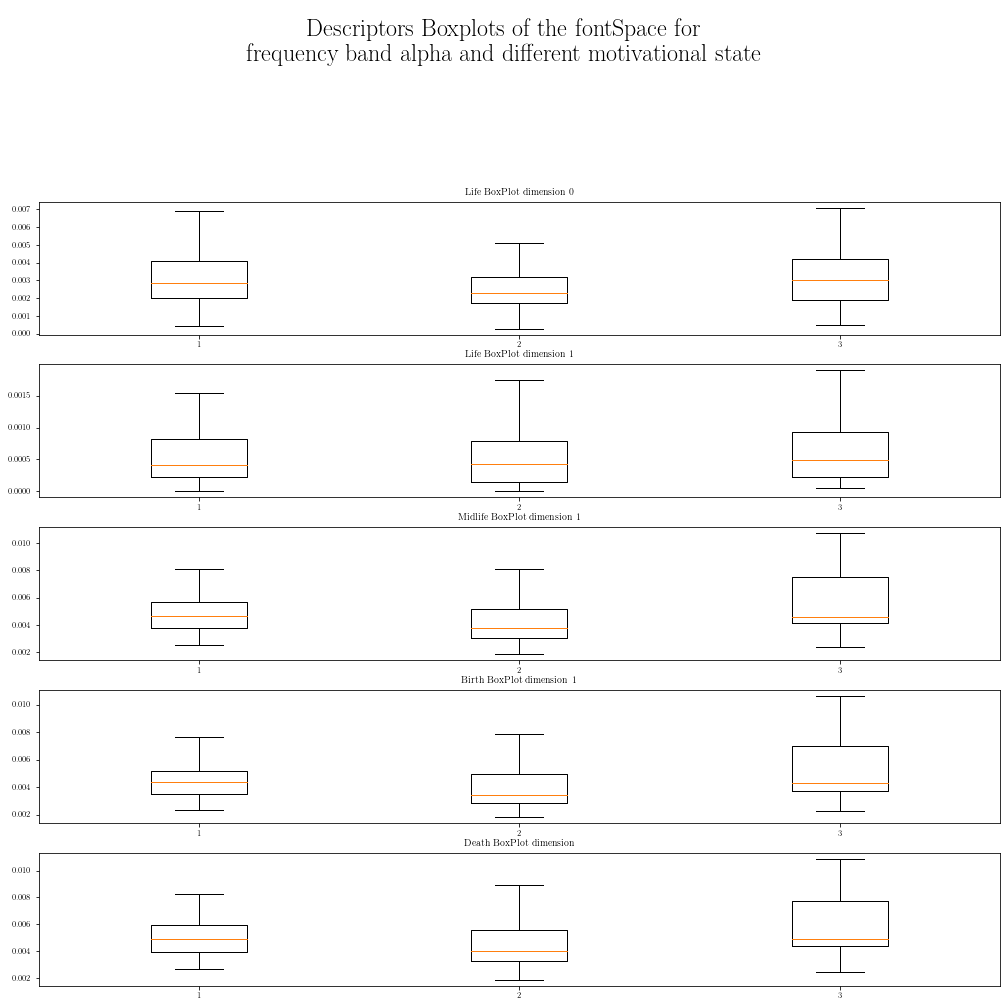 Descriptors Boxplots of the fontSpace for
frequency band alpha and different motivational state
Life BoxPlot dimension 0
0.007
0.006
0.005
0.004
0.003
0.002
0.001
0.000
1 2 3
Life BoxPlot dimension 1
0.0015
0.0010
0.0005
0.0000
1 2 3
Midlife BoxPlot dimension 1
0.010
0.008
0.006
0.004
0.002
1 2 3
Birth BoxPlot dimension 1
0.010
0.008
0.006
0.004
0.002
1 2 3
Death BoxPlot dimension
0.010
0.008
0.006
0.004
0.002
1 2 3